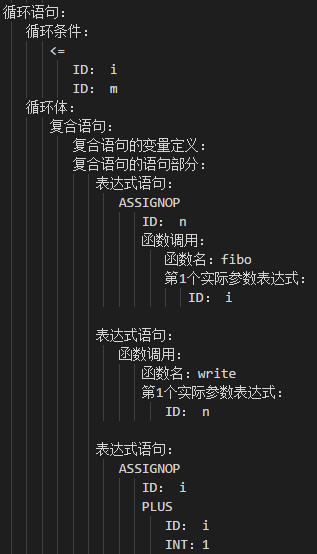 循环语句：
循环条件：
<=
ID： i
ID： m
循环体：
复合语句：
复合语句的变量定义：
复合语句的语句部分：
表达式语句：
ASSIGNOP
ID： n
函数调用：
函数名：fibo
第1个实际参数表达式：
ID： i
表达式语句：
函数调用：
函数名：write
第1个实际参数表达式：
ID： n
表达式语句：
ASSIGNOP
ID： i
PLUS
ID： i
INT：1